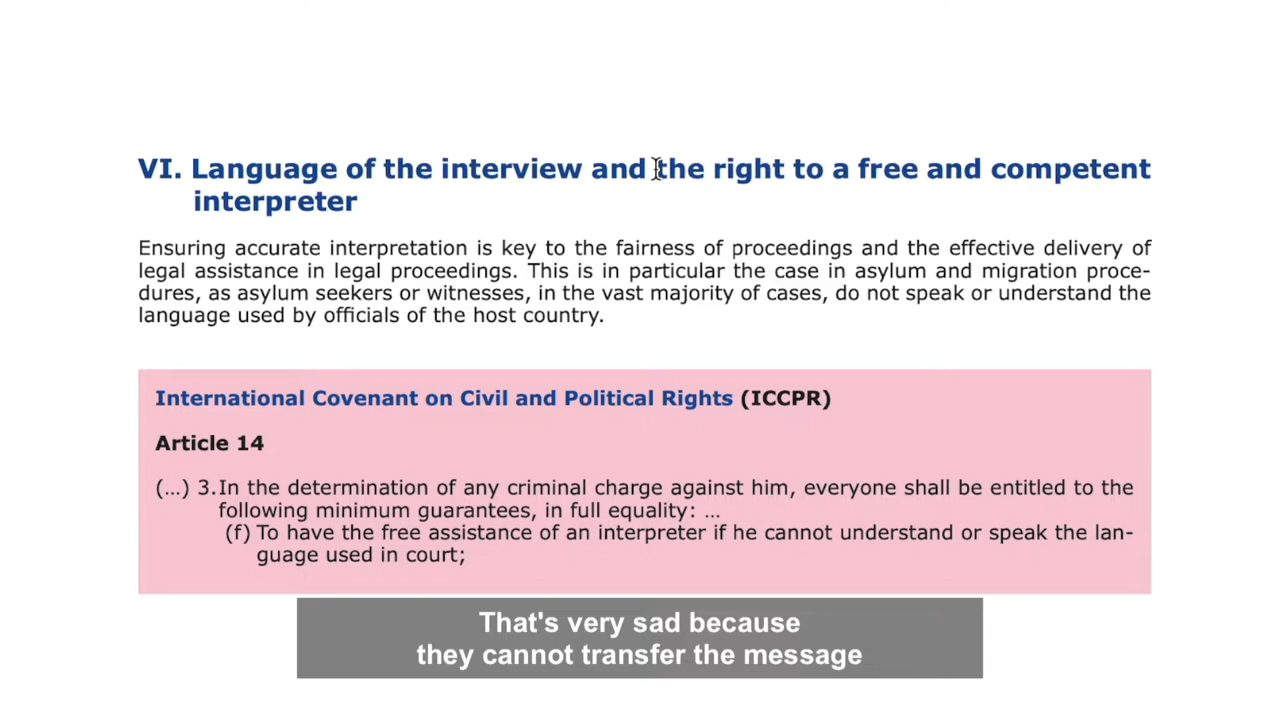 VI. Language of the interview and the right to a free and competent
interpreter
Ensuring accurate interpretation is key to the fairness of proceedings and the effective delivery of
legal assistance in legal proceedings. This is in particular the case in asylum and migration proce-
dures, as asylum seekers or witnesses, in the vast majority of cases, do not speak or understand the
language used by officials of the host country.
International Covenant on Civil and Political Rights (ICCPR)
Article 14
(…) 3. In the determination of any criminal charge against him, everyone shall be entitled to the
following minimum guarantees, in full equality: …
(f) To have the free assistance of an interpreter if he cannot understand or speak the lan-
guage used in court;
That's very sad because
they cannot transfer the message